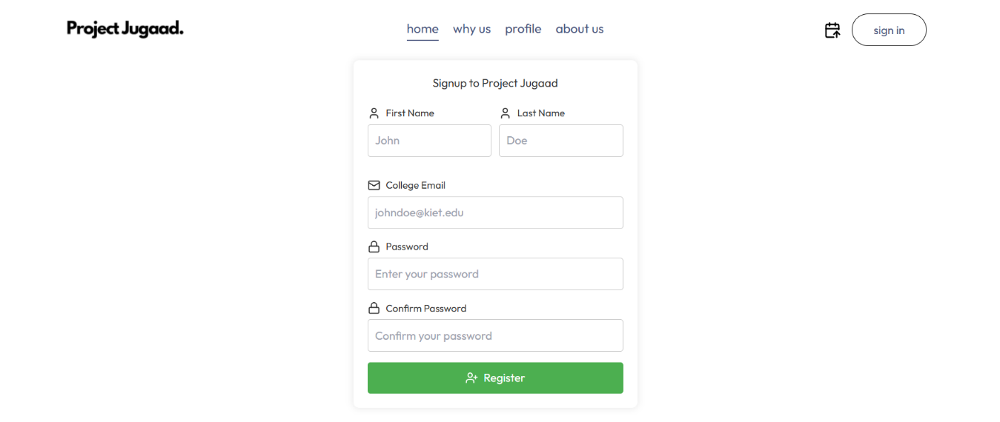 Project Jugaad.
home why us profile about us
sign in
Signup to Project Jugaad
First Name Last Name
John Doe
College Email
johndoe@kiet.edu
Password
Enter your password
Confirm Password
Confirm your password
Register